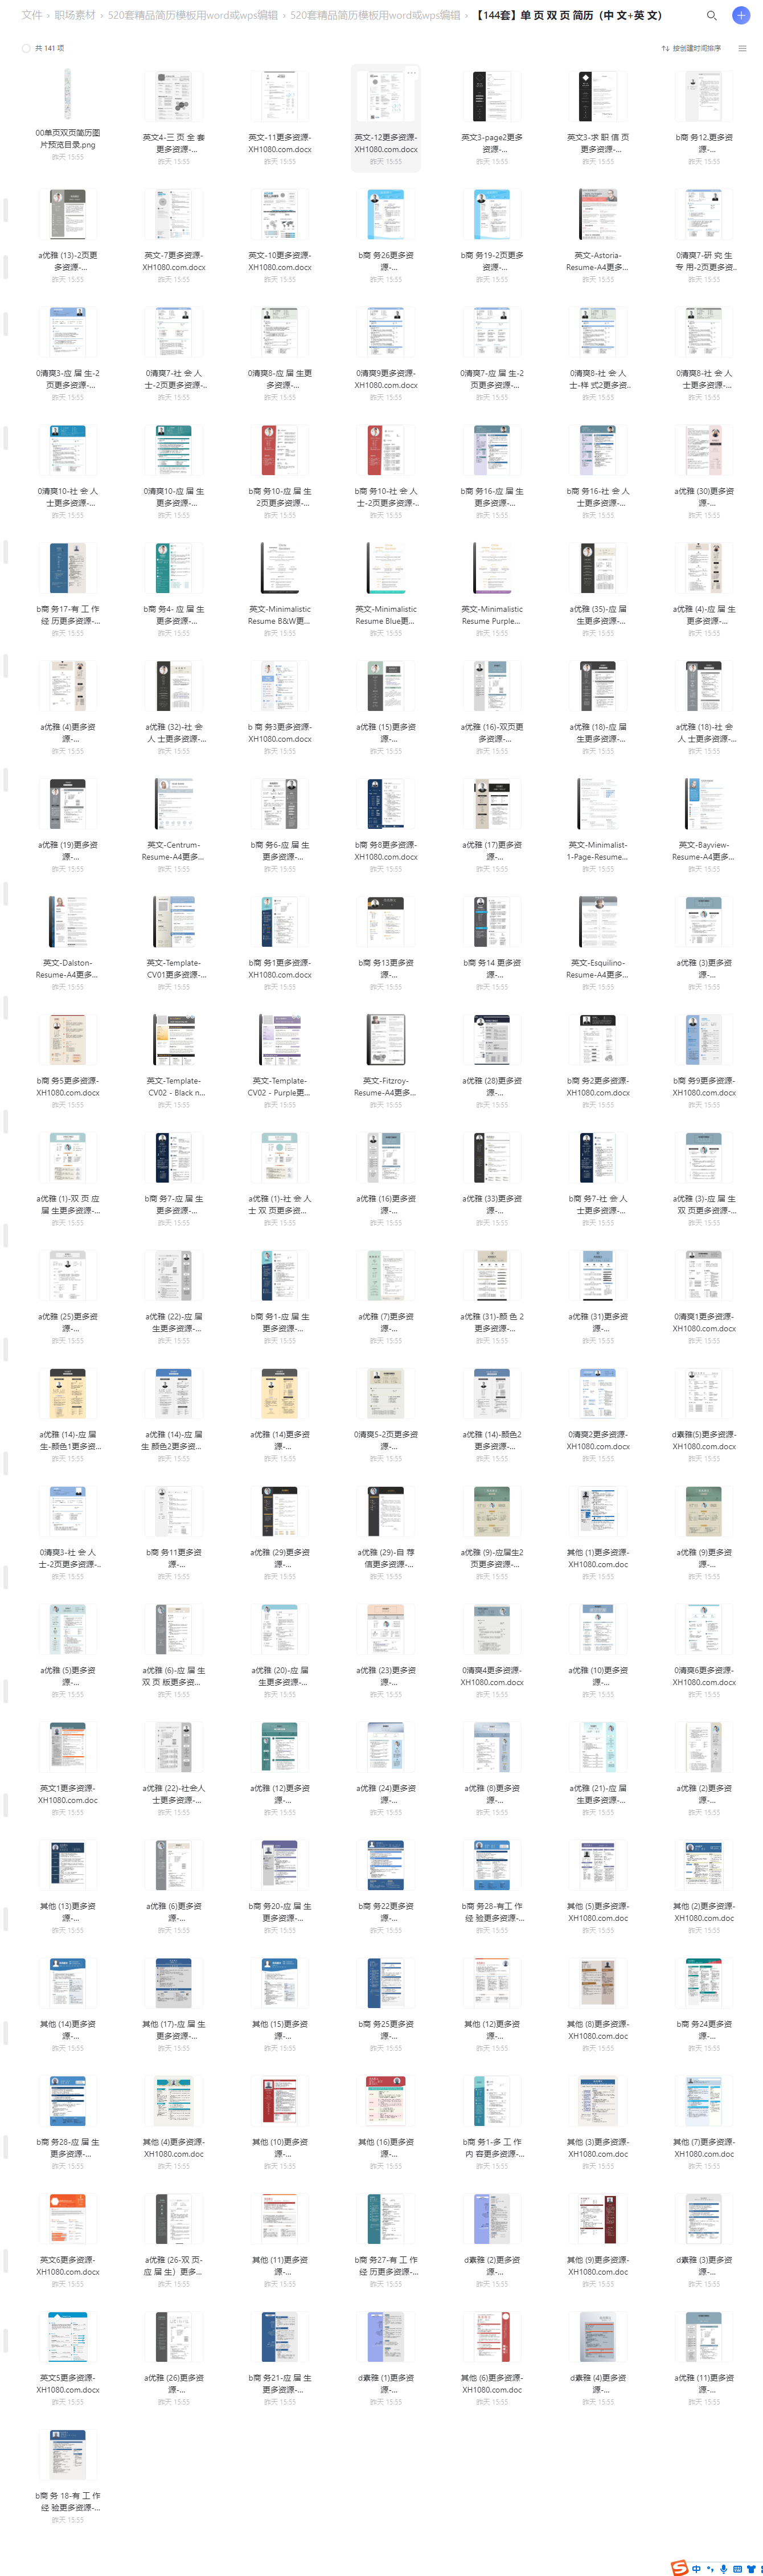 文件 › 职场素材 › 520套精品简历模板用word或wps编辑 › 520套精品简历模板用word或wps编辑 › 【144套】单 页 双 页 简历（中 文+英 文）
共 141 项
按创建时间排序
00单页双页简历图
片预览目录.png
昨天 15:55
英文4-三 页 全 套
更多资源-...
昨天 15:55
英文-11更多资源-
XH1080.com.docx
昨天 15:55
英文-12更多资源-
XH1080.com.docx
昨天 15:55
英文3-page2更多
资源-...
昨天 15:55
英文3-求 职 信 页
更多资源-...
昨天 15:55
b商 务12.更多资
源-...
昨天 15:55
a优雅 (13)-2页更
多资源-...
昨天 15:55
英文-7更多资源-
XH1080.com.docx
昨天 15:55
英文-10更多资源-
XH1080.com.docx
昨天 15:55
b商 务26更多资
源-...
昨天 15:55
b商 务19-2页更多
资源-...
昨天 15:55
英文-Astoria-
Resume-A4更多...
昨天 15:55
0清爽7-研 究 生
专 用-2页更多资..
昨天 15:55
0清爽3-应 届 生-2
页更多资源-...
昨天 15:55
0清爽7-社 会 人
士-2页更多资源-..
昨天 15:55
0清爽8-应 届 生更
多资源-...
昨天 15:55
0清爽9更多资源-
XH1080.com.docx
昨天 15:55
0清爽7-应 届 生-2
页更多资源-...
昨天 15:55
0清爽8-社 会 人
士-样 式2更多资..
昨天 15:55
0清爽8-社 会 人
士更多资源-...
昨天 15:55
0清爽10-社 会 人
士更多资源-...
昨天 15:55
0清爽10-应 届 生
更多资源-...
昨天 15:55
b商 务10-应 届 生
2页更多资源-...
昨天 15:55
b商 务10-社 会 人
士-2页更多资源-..
昨天 15:55
b商 务16-应 届 生
更多资源-...
昨天 15:55
b商 务16-社 会 人
士更多资源-...
昨天 15:55
a优雅 (30)更多资
源-...
昨天 15:55
b商 务17-有 工 作
经 历更多资源-...
昨天 15:55
b商 务4- 应 届 生
更多资源-...
昨天 15:55
英文-Minimalistic
Resume B&W更...
昨天 15:55
英文-Minimalistic
Resume Blue更...
昨天 15:55
英文-Minimalistic
Resume Purple...
昨天 15:55
a优雅 (35)-应 届
生更多资源-...
昨天 15:55
a优雅 (4)-应 届 生
更多资源-...
昨天 15:55
a优雅 (4)更多资
源-...
昨天 15:55
a优雅 (32)-社 会
人 士更多资源-...
昨天 15:55
b 商 务3更多资源-
XH1080.com.docx
昨天 15:55
a优雅 (15)更多资
源-...
昨天 15:55
a优雅 (16)-双页更
多资源-...
昨天 15:55
a优雅 (18)-应 届
生更多资源-...
昨天 15:55
a优雅 (18)-社 会
人 士更多资源-...
昨天 15:55
a优雅 (19)更多资
源-...
昨天 15:55
英文-Centrum-
Resume-A4更多...
昨天 15:55
b商 务6-应 届 生
更多资源-...
昨天 15:55
b商 务8更多资源-
XH1080.com.docx
昨天 15:55
a优雅 (17)更多资
源-...
昨天 15:55
英文-Minimalist-
1-Page-Resume...
昨天 15:55
英文-Bayview-
Resume-A4更多...
昨天 15:55
英文-Dalston-
Resume-A4更多...
昨天 15:55
英文-Template-
CV01更多资源-...
昨天 15:55
b商 务1更多资源-
XH1080.com.docx
昨天 15:55
b商 务13更多资
源-...
昨天 15:55
b商 务14 更多资
源-...
昨天 15:55
英文-Esquilino-
Resume-A4更多...
昨天 15:55
a优雅 (3)更多资
源-...
昨天 15:55
b商 务5更多资源-
XH1080.com.docx
昨天 15:55
英文-Template-
CV02 - Black n...
昨天 15:55
英文-Template-
CV02 - Purple更...
昨天 15:55
英文-Fitzroy-
Resume-A4更多...
昨天 15:55
a优雅 (28)更多资
源-...
昨天 15:55
b商 务2更多资源-
XH1080.com.docx
昨天 15:55
b商 务9更多资源-
XH1080.com.docx
昨天 15:55
a优雅 (1)-双 页 应
届 生更多资源-...
昨天 15:55
b商 务7-应 届 生
更多资源-...
昨天 15:55
a优雅 (1)-社 会 人
士 双 页更多资...
昨天 15:55
a优雅 (16)更多资
源-...
昨天 15:55
a优雅 (33)更多资
源-...
昨天 15:55
b商 务7-社 会 人
士更多资源-...
昨天 15:55
a优雅 (3)-应 届 生
双 页更多资源-...
昨天 15:55
a优雅 (25)更多资
源-...
昨天 15:55
a优雅 (22)-应 届
生更多资源-...
昨天 15:55
b商 务1-应 届 生
更多资源-...
昨天 15:55
a优雅 (7)更多资
源-...
昨天 15:55
a优雅 (31)-颜 色 2
更多资源-...
昨天 15:55
a优雅 (31)更多资
源-...
昨天 15:55
0清爽1更多资源-
XH1080.com.docx
昨天 15:55
a优雅 (14)-应 届
生-颜色1更多资...
昨天 15:55
a优雅 (14)-应 届
生 颜色2更多资...
昨天 15:55
a优雅 (14)更多资
源-...
昨天 15:55
0清爽5-2页更多资
源-...
昨天 15:55
a优雅 (14)-颜色2
更多资源-...
昨天 15:55
0清爽2更多资源-
XH1080.com.docx
昨天 15:55
d素雅(5)更多资源-
XH1080.com.docx
昨天 15:55
0清爽3-社 会 人
士-2页更多资源-..
昨天 15:55
b商 务11更多资
源-...
昨天 15:55
a优雅 (29)更多资
源-...
昨天 15:55
a优雅 (29)-自 荐
信更多资源-...
昨天 15:55
a优雅 (9)-应届生2
页更多资源-...
昨天 15:55
其他 (1)更多资源-
XH1080.com.doc
昨天 15:55
a优雅 (9)更多资
源-...
昨天 15:55
a优雅 (5)更多资
源-...
昨天 15:55
a优雅 (6)-应 届 生
双 页 版更多资...
昨天 15:55
a优雅 (20)-应 届
生更多资源-...
昨天 15:55
a优雅 (23)更多资
源-...
昨天 15:55
0清爽4更多资源-
XH1080.com.docx
昨天 15:55
a优雅 (10)更多资
源-...
昨天 15:55
0清爽6更多资源-
XH1080.com.docx
昨天 15:55
英文1更多资源-
XH1080.com.doc
昨天 15:55
a优雅 (22)-社会人
士更多资源-...
昨天 15:55
a优雅 (12)更多资
源-...
昨天 15:55
a优雅 (24)更多资
源-...
昨天 15:55
a优雅 (8)更多资
源-...
昨天 15:55
a优雅 (21)-应 届
生更多资源-...
昨天 15:55
a优雅 (2)更多资
源-...
昨天 15:55
其他 (13)更多资
源-...
昨天 15:55
a优雅 (6)更多资
源-...
昨天 15:55
b商 务20-应 届 生
更多资源-...
昨天 15:55
b商 务22更多资
源-...
昨天 15:55
b商 务28-有工 作
经 验更多资源-...
昨天 15:55
其他 (5)更多资源-
XH1080.com.doc
昨天 15:55
其他 (2)更多资源-
XH1080.com.doc
昨天 15:55
其他 (14)更多资
源-...
昨天 15:55
其他 (17)-应 届 生
更多资源-...
昨天 15:55
其他 (15)更多资
源-...
昨天 15:55
b商 务25更多资
源-...
昨天 15:55
其他 (12)更多资
源-...
昨天 15:55
其他 (8)更多资源-
XH1080.com.doc
昨天 15:55
b商 务24更多资
源-...
昨天 15:55
b商 务28-应 届 生
更多资源-...
昨天 15:55
其他 (4)更多资源-
XH1080.com.doc
昨天 15:55
其他 (10)更多资
源-...
昨天 15:55
其他 (16)更多资
源-...
昨天 15:55
b商 务1-多 工 作
内 容更多资源-...
昨天 15:55
其他 (3)更多资源-
XH1080.com.doc
昨天 15:55
其他 (7)更多资源-
XH1080.com.doc
昨天 15:55
英文6更多资源-
XH1080.com.docx
昨天 15:55
a优雅 (26-双 页-
应 届 生）更多...
昨天 15:55
其他 (11)更多资
源-...
昨天 15:55
b商 务27-有 工 作
经 历更多资源-...
昨天 15:55
d素雅 (2)更多资
源-...
昨天 15:55
其他 (9)更多资源-
XH1080.com.doc
昨天 15:55
d素雅 (3)更多资
源-...
昨天 15:55
英文5更多资源-
XH1080.com.docx
昨天 15:55
a优雅 (26)更多资
源-...
昨天 15:55
b商 务21-应 届 生
更多资源-...
昨天 15:55
d素雅 (1)更多资
源-...
昨天 15:55
其他 (6)更多资源-
XH1080.com.doc
昨天 15:55
d素雅 (4)更多资
源-...
昨天 15:55
a优雅 (11)更多资
源-...
昨天 15:55
b商 务 18-有 工 作
经 验更多资源-...
昨天 15:55
中